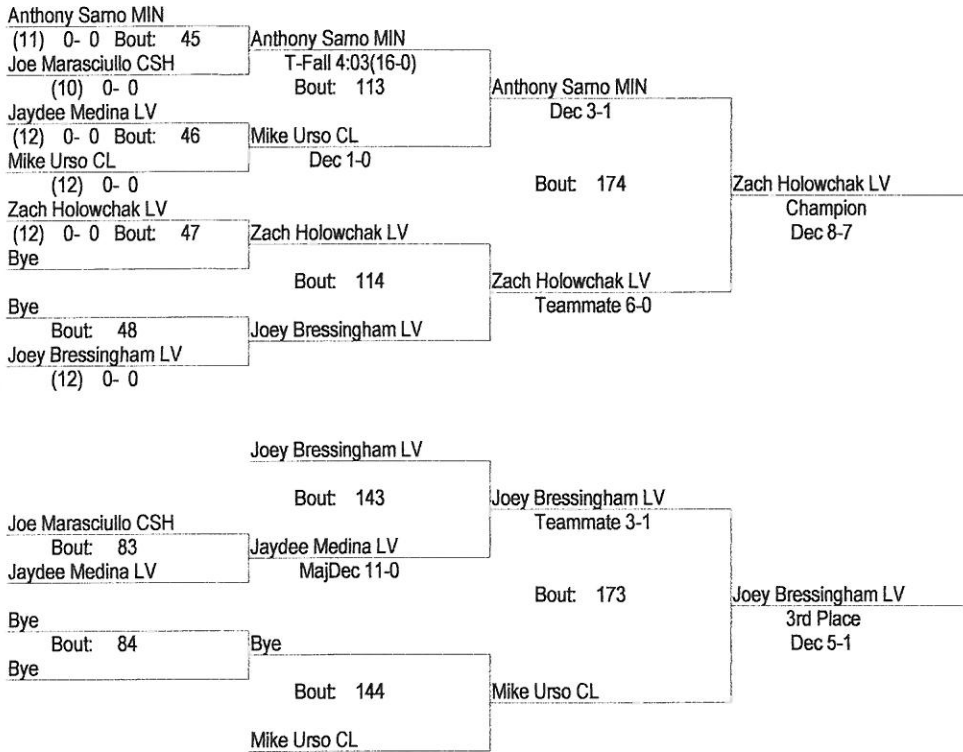 Anthony Sarno MIN
(11) 0- 0 Bout: 45
Joe Marasciullo CSH
(10) 0- 0
Jaydee Medina LV
(12) 0- 0 Bout: 46
Mike Urso CL
(12) 0- 0
Zach Holowchak LV
(12) 0- 0 Bout: 47
Bye
Bye
Bout: 48
Joey Bressingham LV
(12) 0- 0
Anthony Sarno MIN
T-Fall 4:03(16-0)
Bout: 113
Mike Urso CL
Dec 1-0
Zach Holowchak LV
Bout: 114
Joey Bressingham LV
Anthony Sarno MIN
Dec 3-1
Bout: 174
Zach Holowchak LV
Teammate 6-0
Zach Holowchak LV
Champion
Dec 8-7
Joe Marasciullo CSH
Bout: 83
Jaydee Medina LV
Bye
Bout: 84
Bye
Joey Bressingham LV
Bout: 143
Jaydee Medina LV
MajDec 11-0
Bye
Bout: 144
Mike Urso CL
Joey Bressingham LV
Teammate 3-1
Bout: 173
Mike Urso CL
Joey Bressingham LV
3rd Place
Dec 5-1